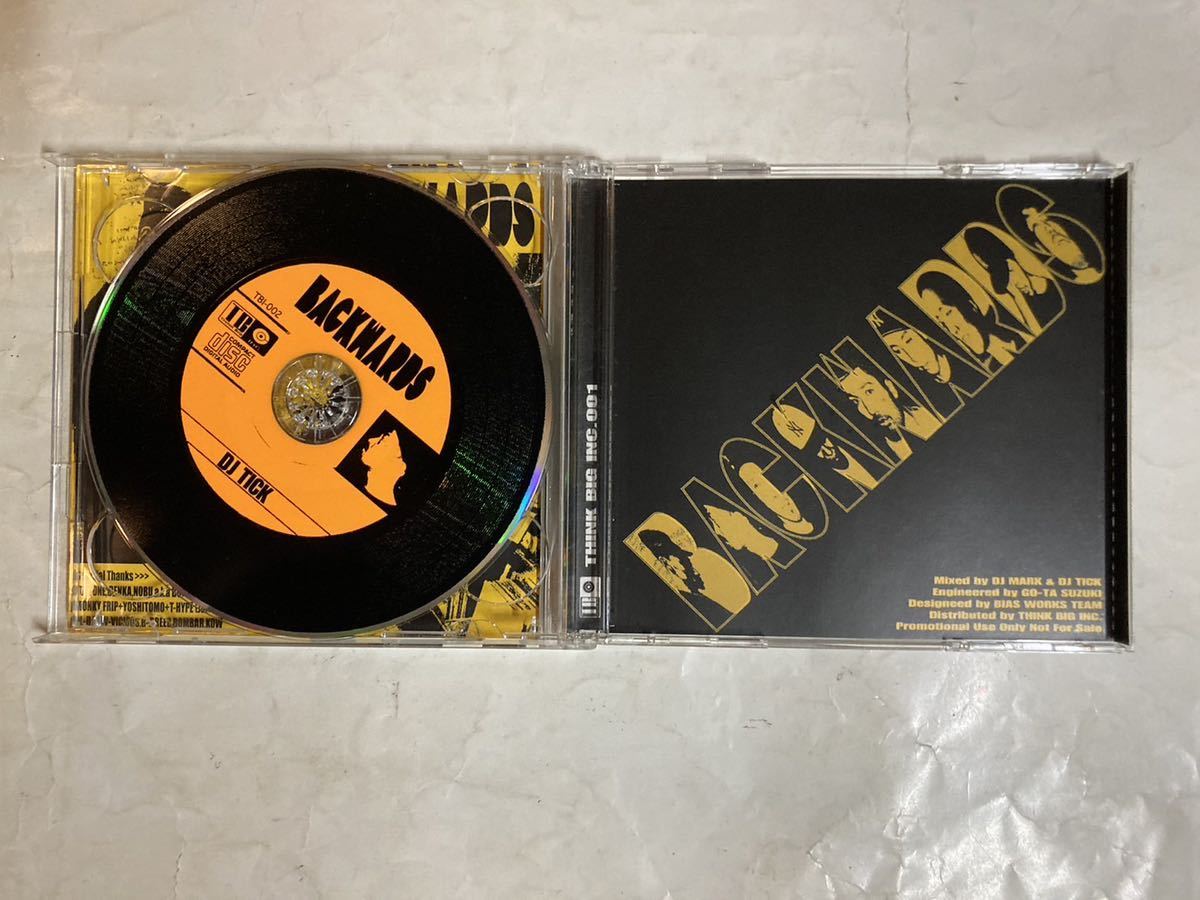 BACKWARDS
TBI-002
COMPACT
disc
DIGITAL AUDIO
DJ TICK
Thanks >>>
THINK BIG INC.001
BACKWARDS
Mixed by DJ MARK & DJ TICK
Engineered by GO-TA SUZUKI
Designeced by BIAS WORKS TEAM
Distributed by THINK BIG INC.
Promotional Use Only Not For Sale